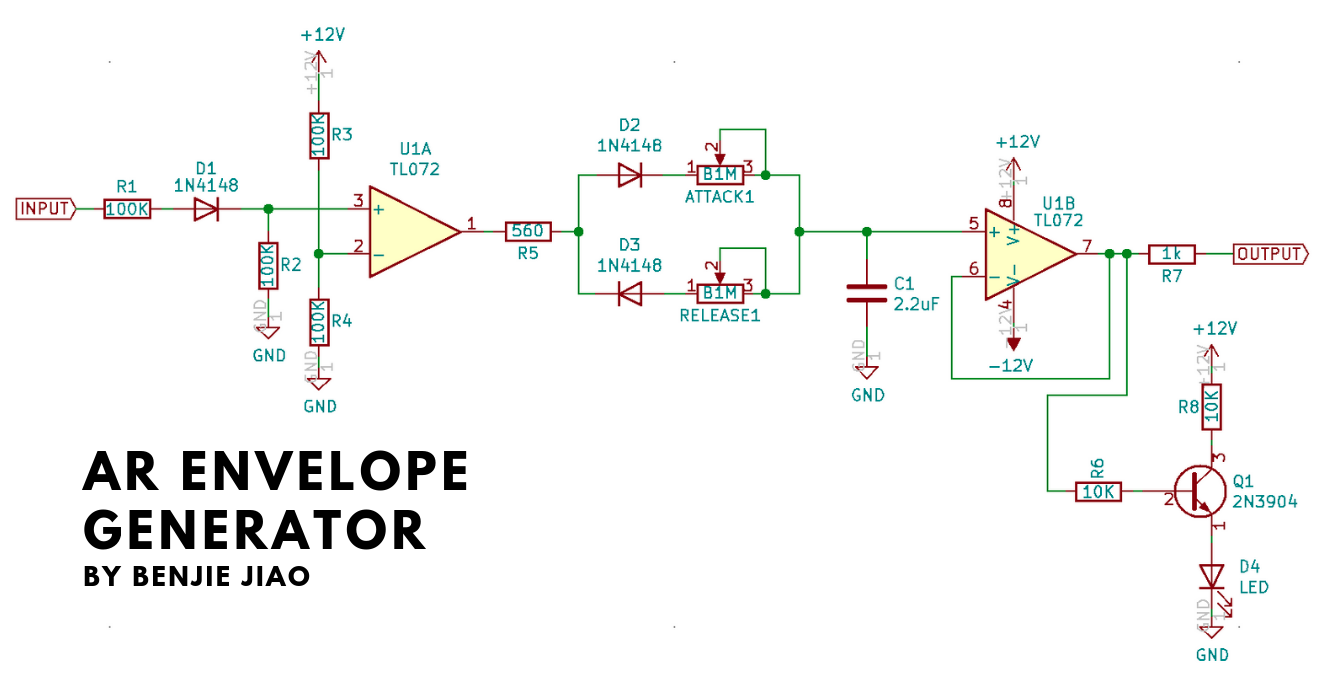 +12V
+12V
1
100K
R3
D1
1N4148
R1
INPUT
100K
U1A
TL072
3
+
2
-
1
100K
R2
GND
1
GND
100K
R4
GND
1
GND
560
R5
D2
1N4148
2
1
B1M
3
ATTACK1
D3
1N4148
2
1
B1M
3
RELEASE1
C1
2.2uF
GND
1
GND
+12V
+12V
1
8
U1B
TL072
5
+
V+
6
-
V-
7
4
-12V
1
-12V
1k
R7
OUTPUT
+12V
+12V
1
R8
10K
R6
10K
3
2
1
Q1
2N3904
D4
LED
GND
1
GND
AR ENVELOPE
GENERATOR
BY BENJIE JIAO